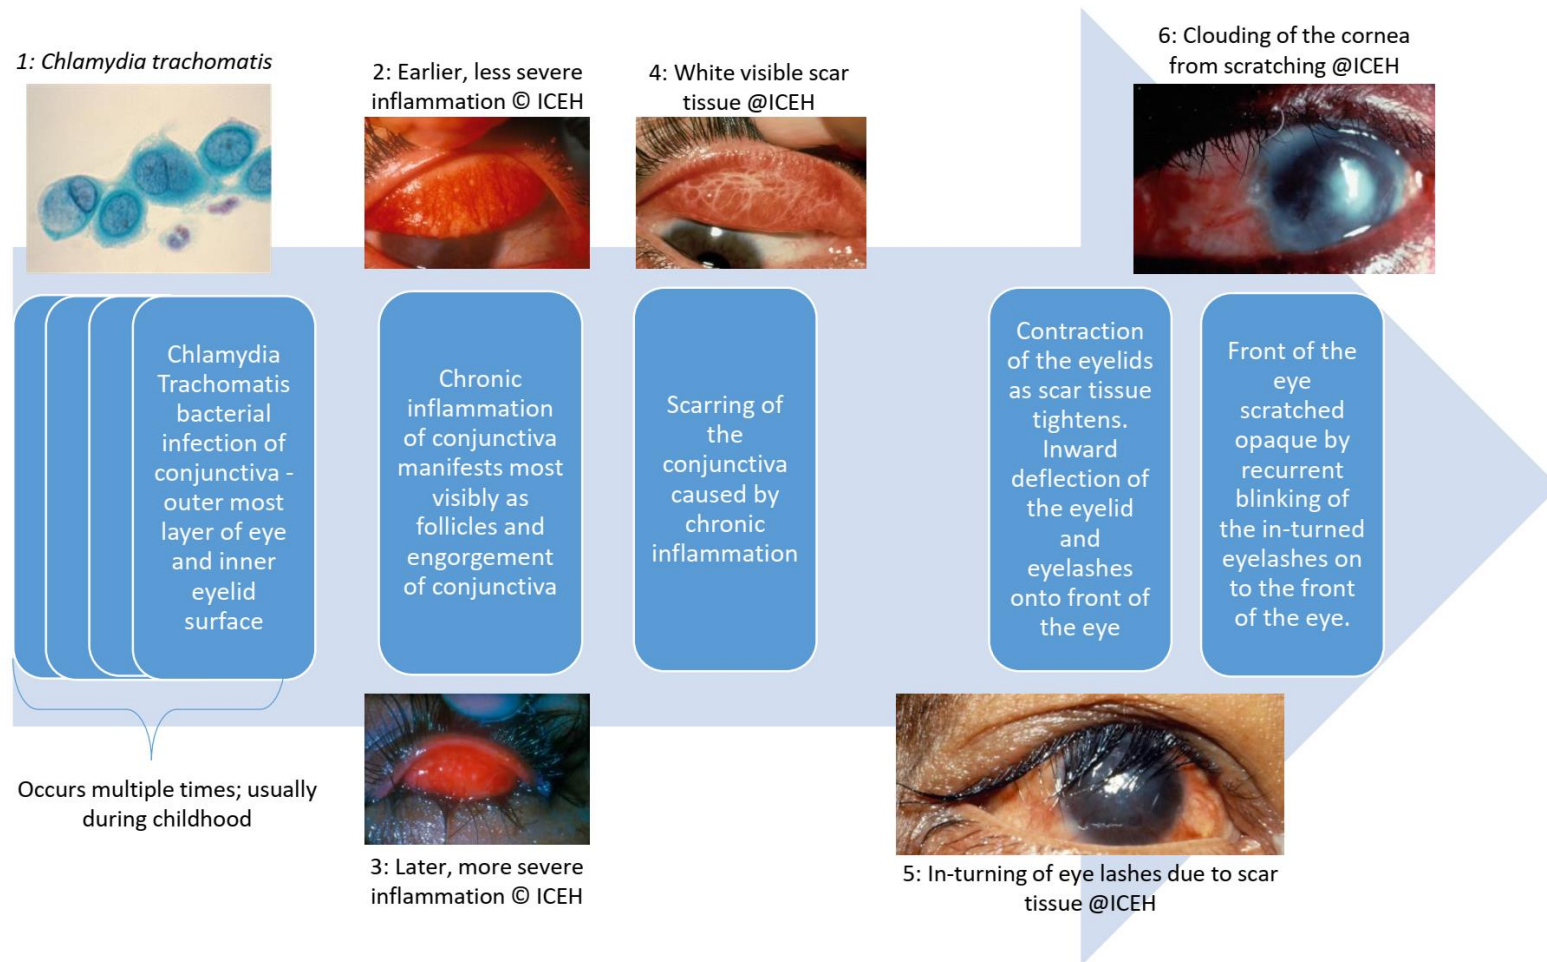 1: Chlamydia trachomatis
2: Earlier, less severe
inflammation © ICEH
4: White visible scar
tissue @ICEH
6: Clouding of the cornea
from scratching @ICEH
Chlamydia
Trachomatis
bacterial
infection of
conjunctiva -
outer most
layer of eye
and inner
eyelid
surface
Chronic
inflammation
of conjunctiva
manifests most
visibly as
follicles and
engorgement
of conjunctiva
Scarring of
the
conjunctiva
caused by
chronic
inflammation
Contraction
of the eyelids
as scar tissue
tightens.
Inward
deflection of
the eyelid
and
eyelashes
onto front of
the eye
Front of the
eye
scratched
opaque by
recurrent
blinking of
the in-turned
eyelashes on
to the front
of the eye.
Occurs multiple times; usually
during childhood
3: Later, more severe
inflammation © ICEH
5: In-turning of eye lashes due to scar
tissue @ICEH